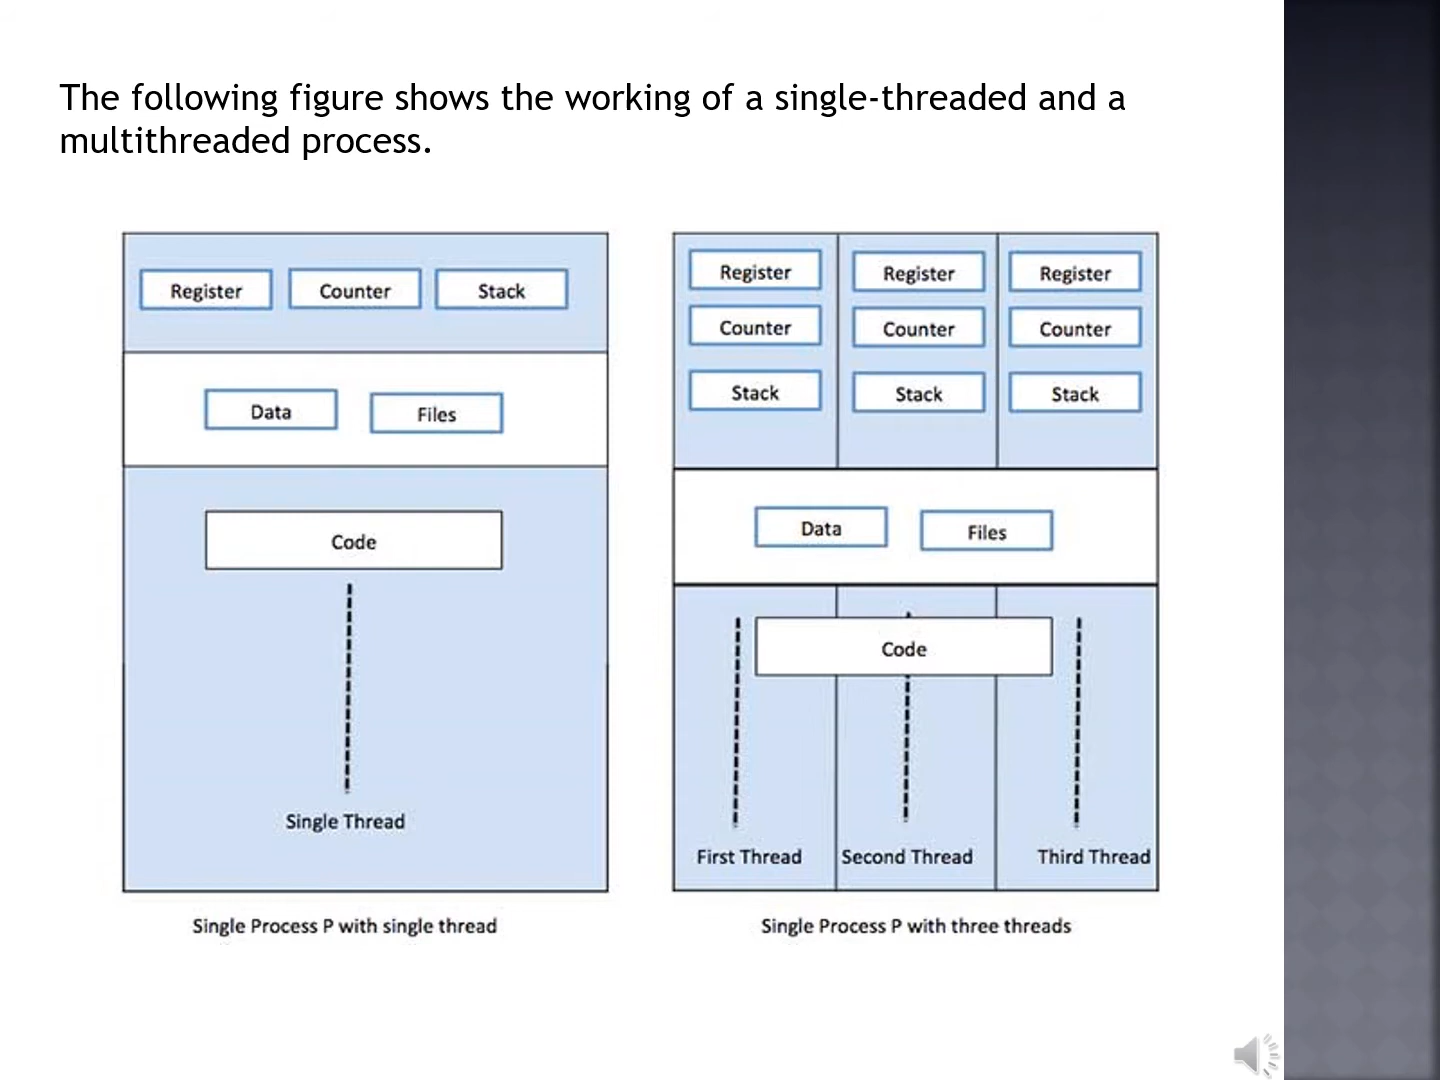 The following figure shows the working of a single-threaded and a
multithreaded process.
Register Counter Stack
Data Files
Code
Single Thread
Single Process P with single thread
Register Register Register
Counter Counter Counter
Stack Stack Stack
Data Files
Code
First Thread Second Thread Third Thread
Single Process P with three threads